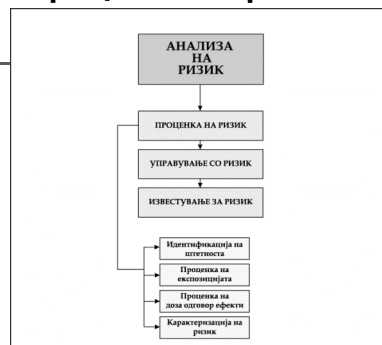 АНАЛИЗА
НА
РИЗИК
ПРОЦЕНКА НА РИЗИК
УПРАВУВАЊЕ СО РИЗИК
ИЗВЕСТУВАЊЕ ЗА РИЗИК
Идентификација на
штетноста
Проценка на
експозицијата
Проценка на
доза одговор ефекти
Карактеризација на
ризик